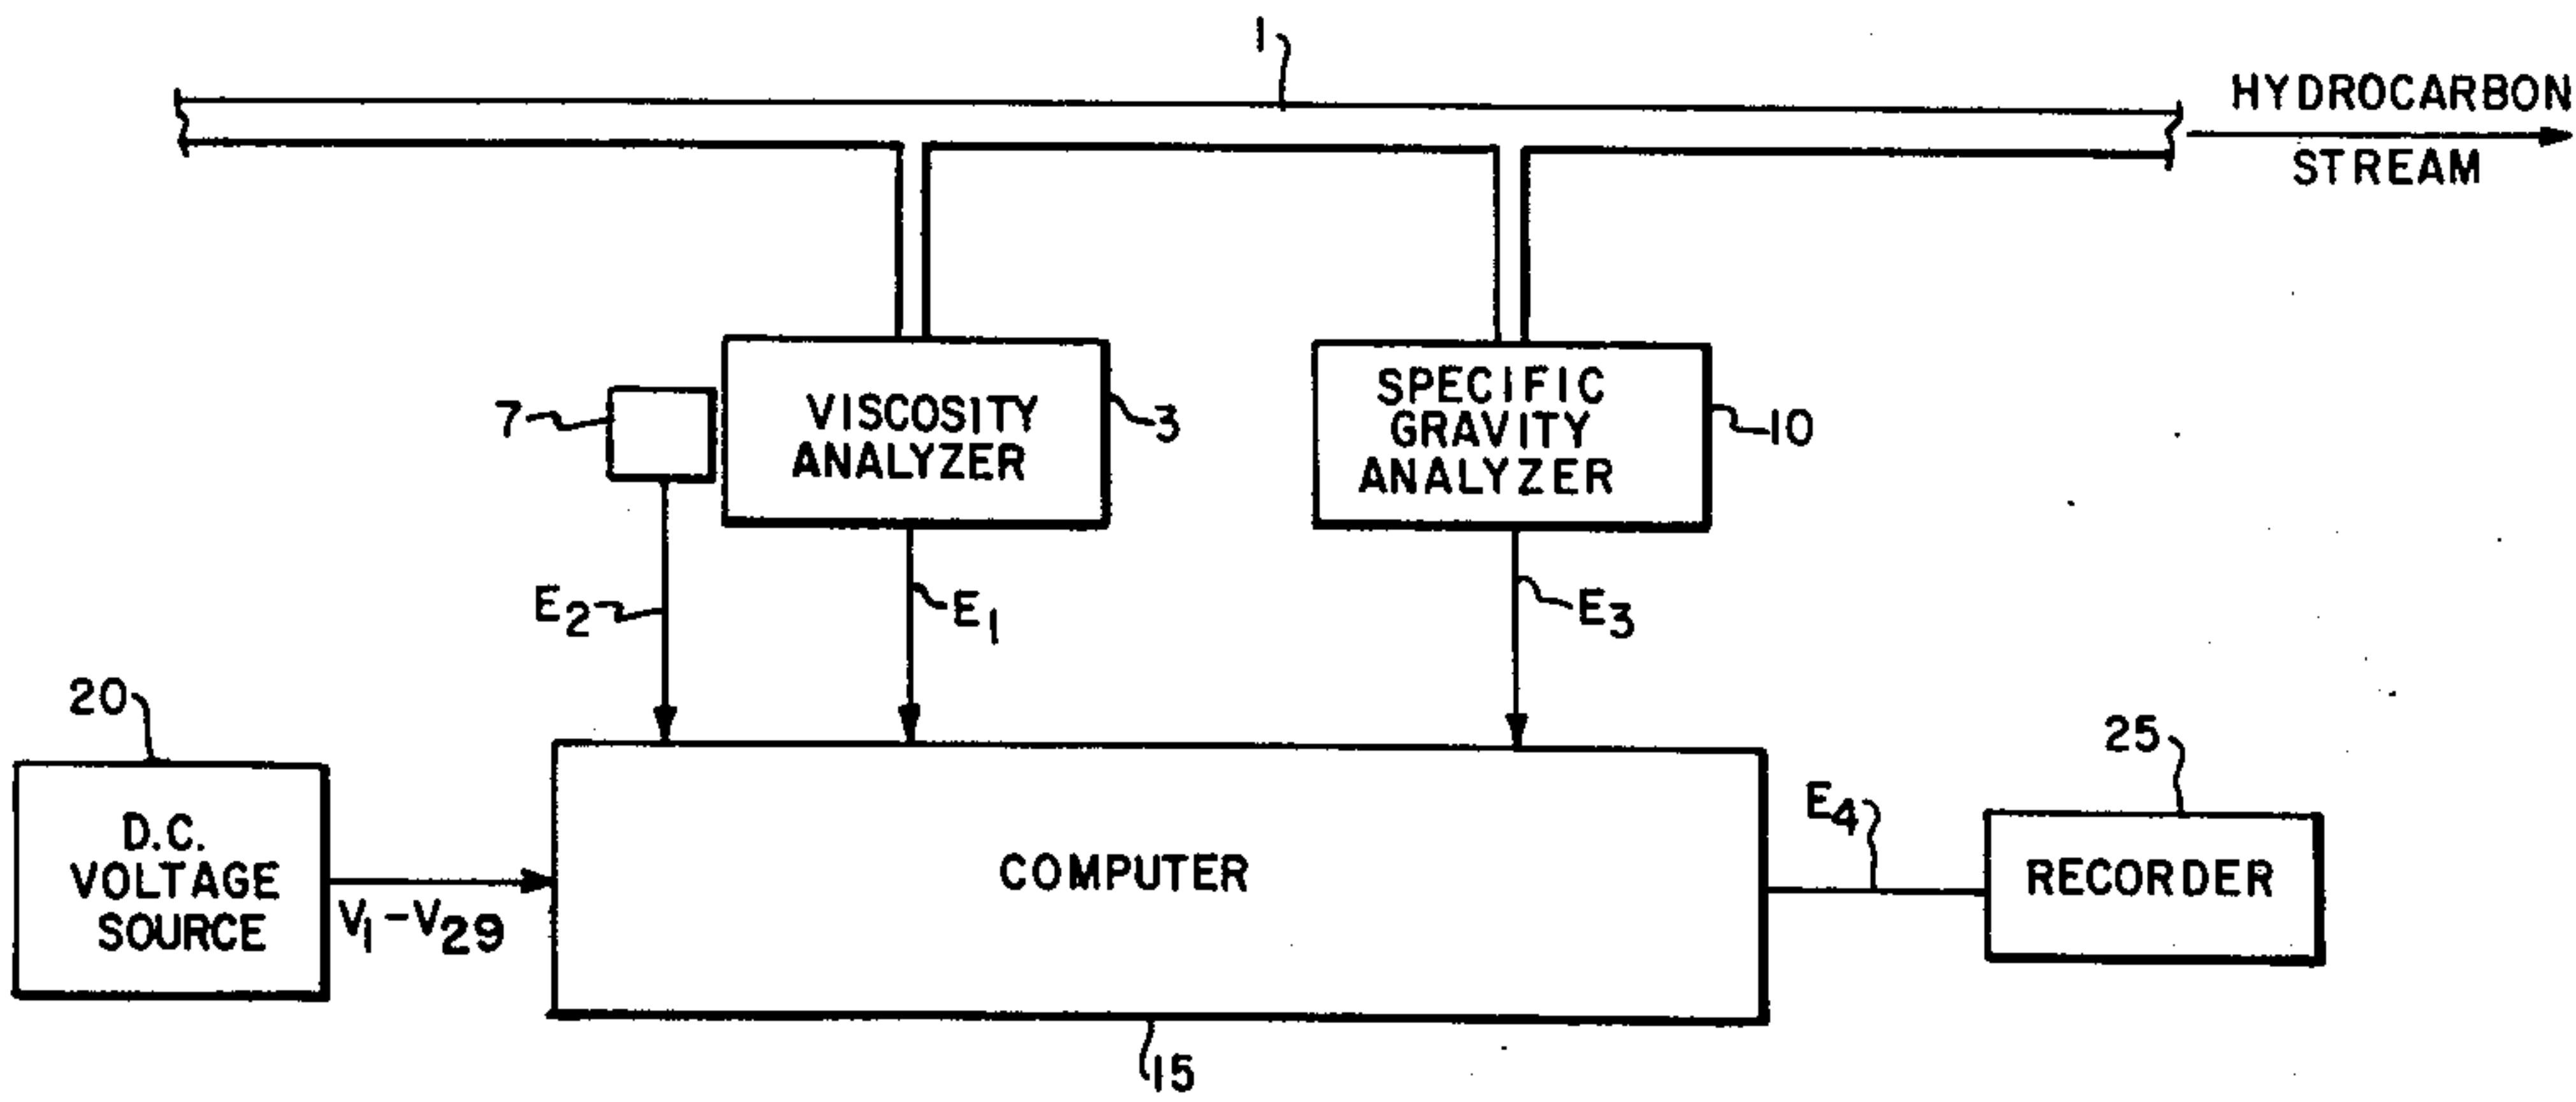 1
HYDROCARBON
STREAM
7
VISCOSITY
ANALYZER
3
SPECIFIC
GRAVITY
ANALYZER
10
E2
E1
E3
20
D.C.
VOLTAGE
SOURCE
V1-V29
COMPUTER
15
E4
25
RECORDER